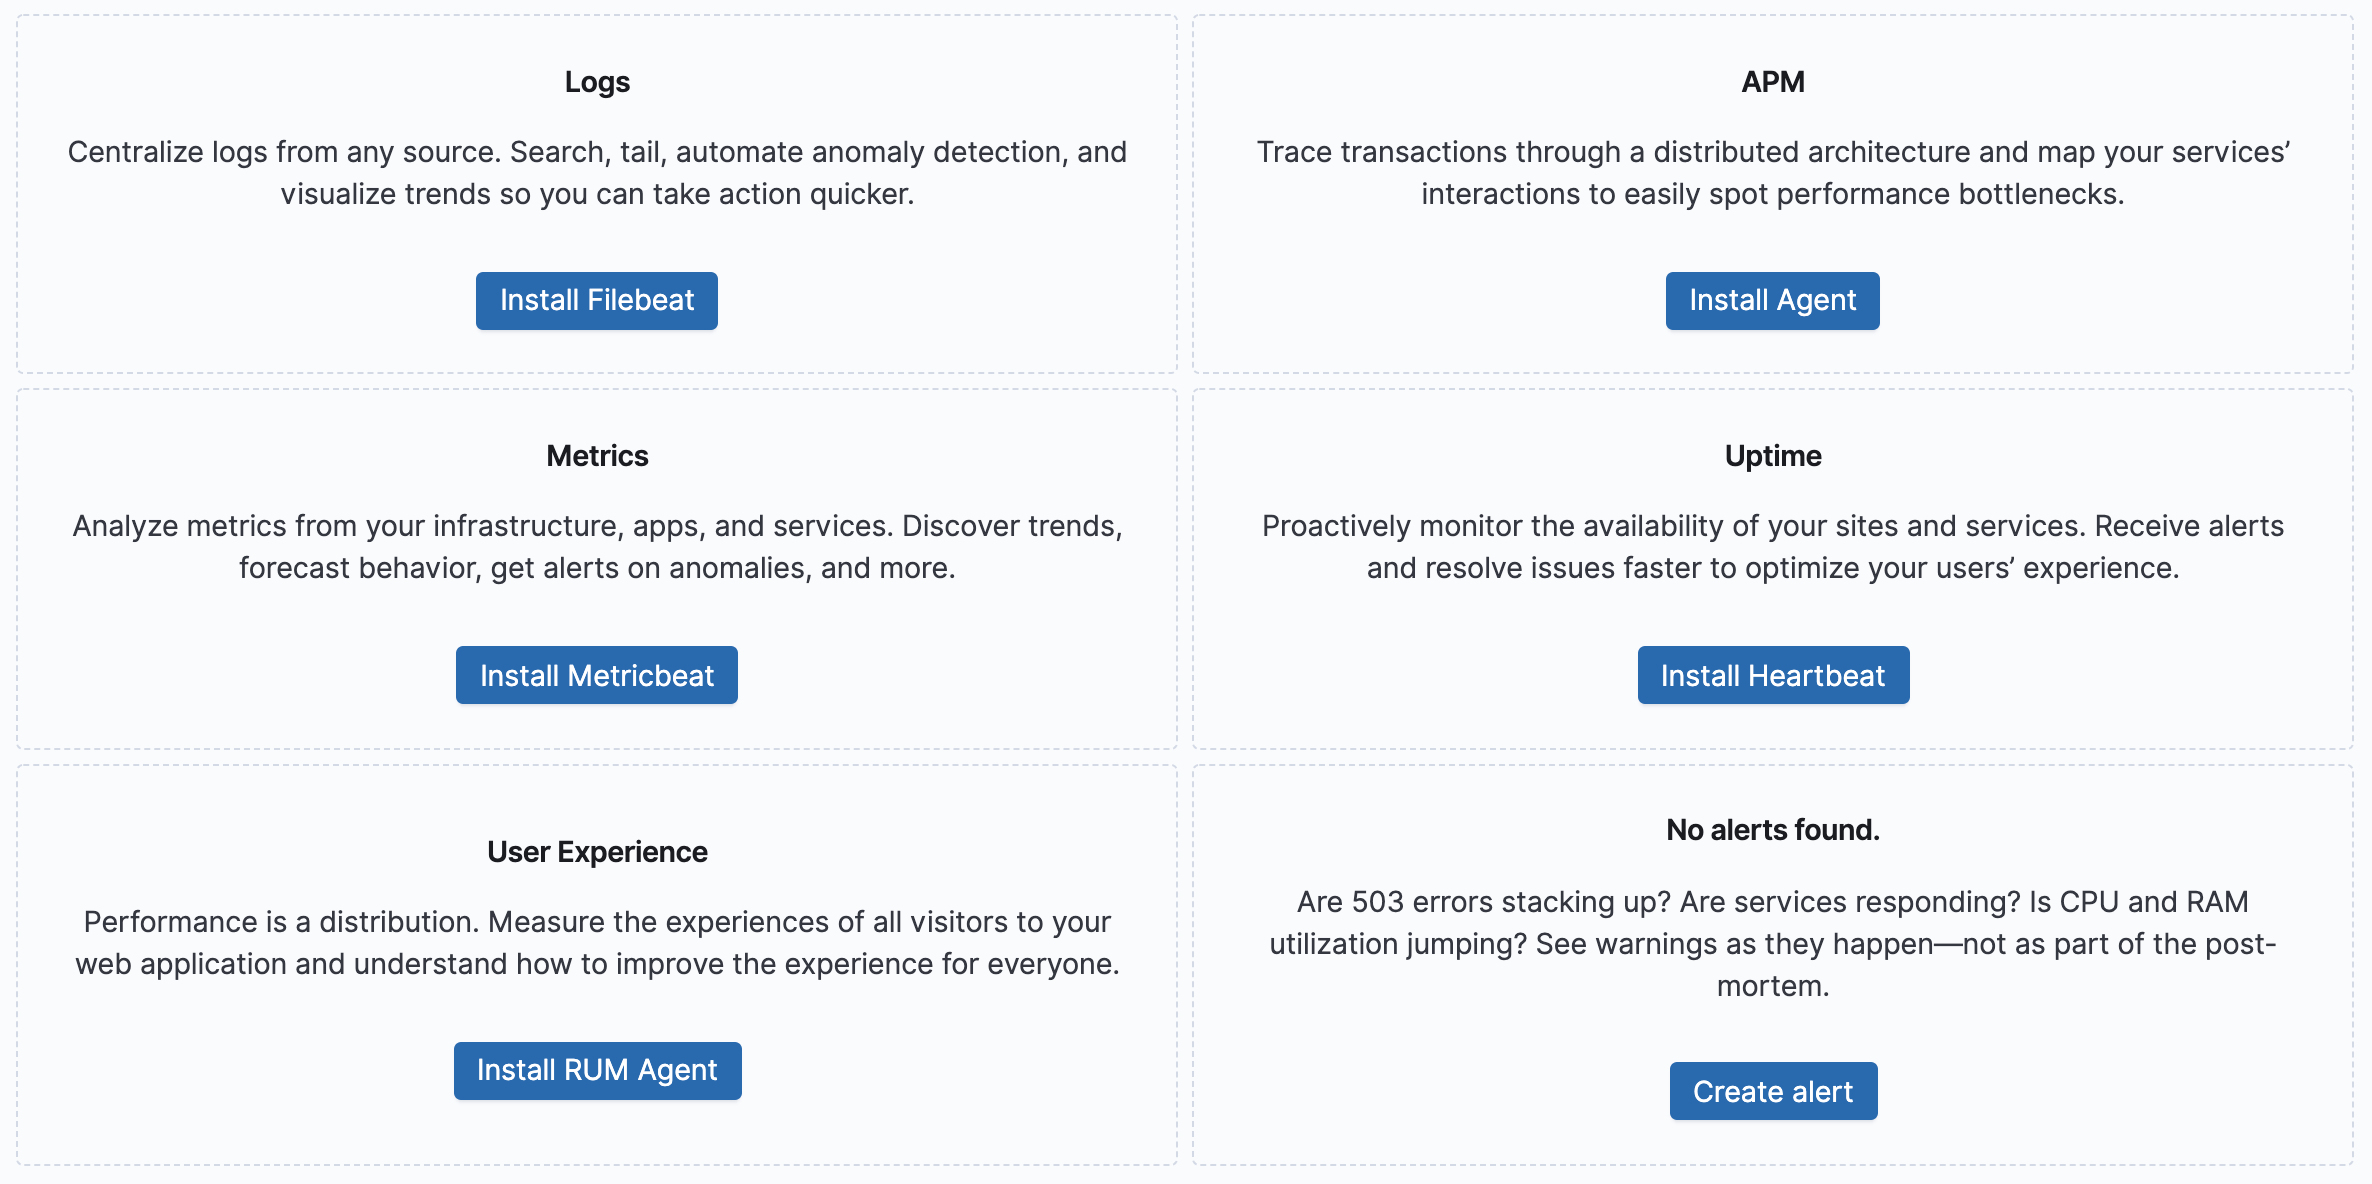 Logs
Centralize logs from any source. Search, tail, automate anomaly detection, and
visualize trends so you can take action quicker.
Install Filebeat
APM
Trace transactions through a distributed architecture and map your services’
interactions to easily spot performance bottlenecks.
Install Agent
Metrics
Analyze metrics from your infrastructure, apps, and services. Discover trends,
forecast behavior, get alerts on anomalies, and more.
Install Metricbeat
Uptime
Proactively monitor the availability of your sites and services. Receive alerts
and resolve issues faster to optimize your users’ experience.
Install Heartbeat
User Experience
Performance is a distribution. Measure the experiences of all visitors to your
web application and understand how to improve the experience for everyone.
Install RUM Agent
No alerts found.
Are 503 errors stacking up? Are services responding? Is CPU and RAM
utilization jumping? See warnings as they happen—not as part of the post-
mortem.
Create alert